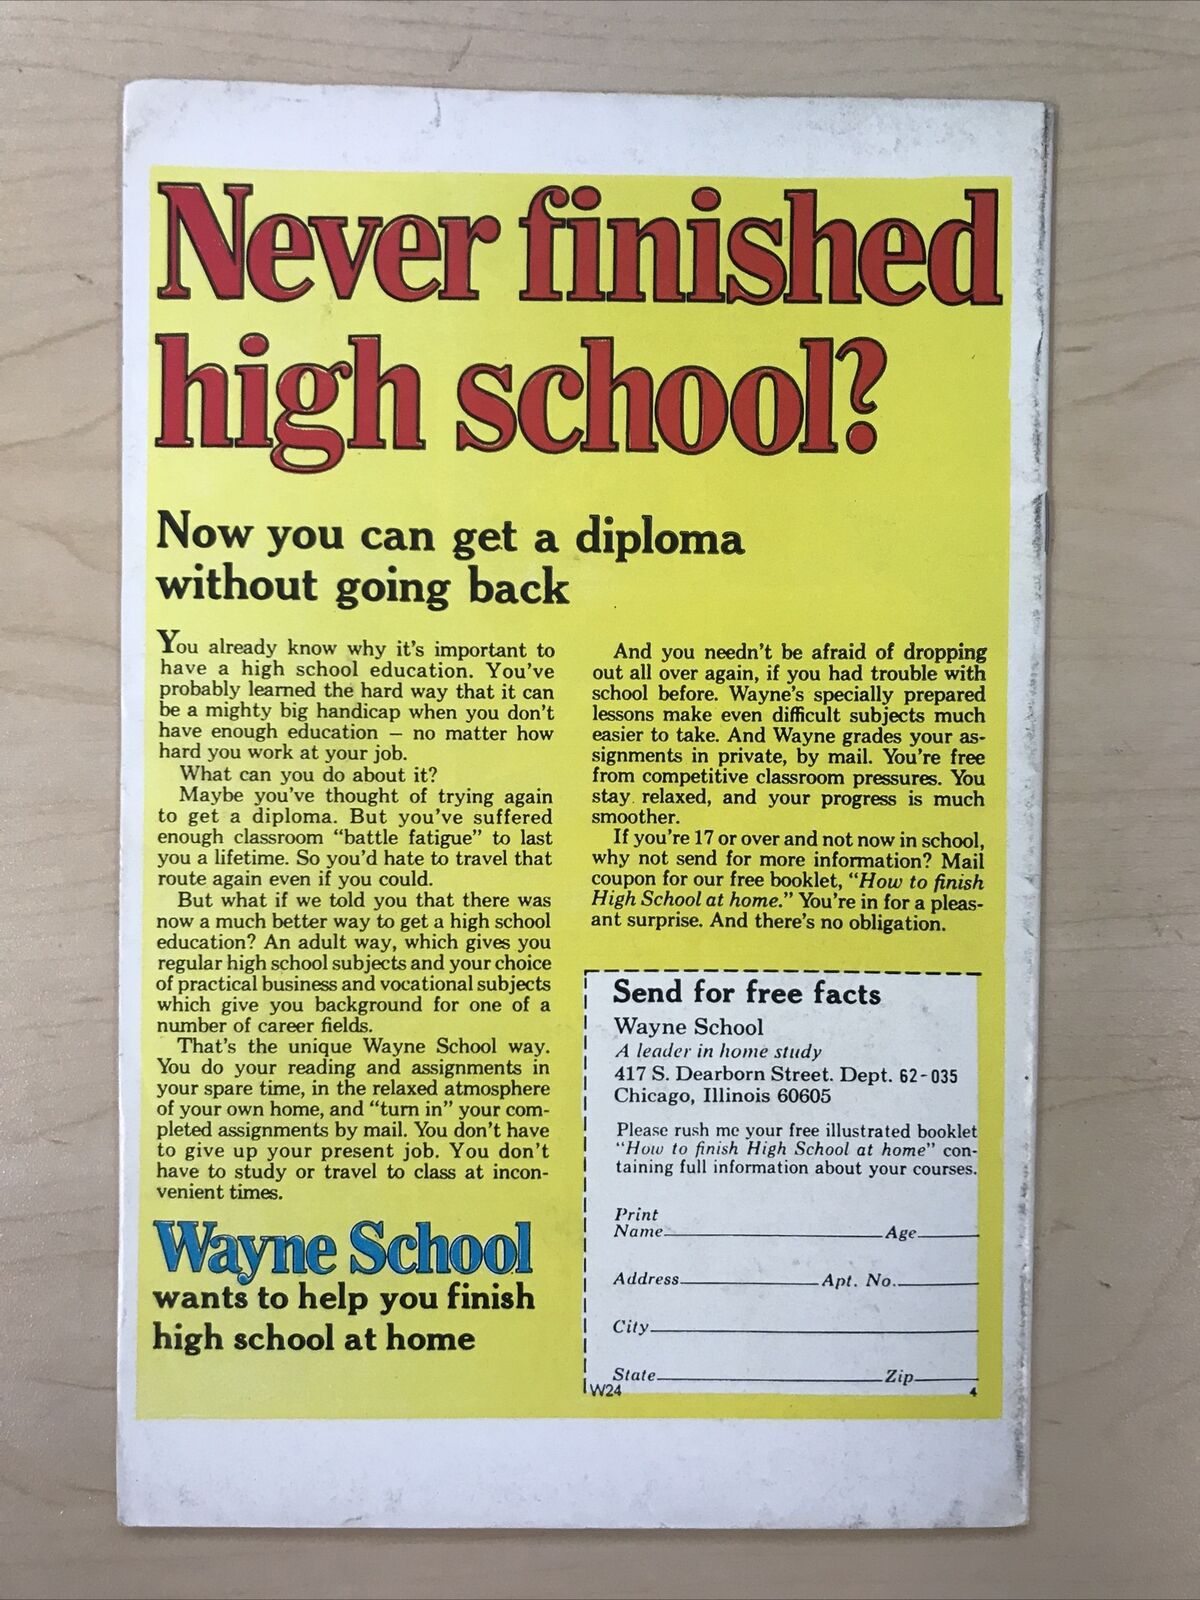 Never finished
high school?
Now you can get a diploma
without going back
You already know why it's important to
have a high school education. You've
probably learned the hard way that it can
be a mighty big handicap when you don't
have enough education – no matter how
hard you work at your job.
What can you do about it?
Maybe you've thought of trying again
to get a diploma. But you've suffered
enough classroom "battle fatigue" to last
you a lifetime. So you'd hate to travel that
route again even if you could.
But what if we told you that there was
now a much better way to get a high school
education? An adult way, which gives you
regular high school subjects and your choice
of practical business and vocational subjects
which give you background for one of a
number of career fields.
That's the unique Wayne School way.
You do your reading and assignments in
your spare time, in the relaxed atmosphere
of your own home, and "turn in" your com-
pleted assignments by mail. You don't have
to give up your present job. You don't
have to study or travel to class at incon-
venient times.
Wayne School
wants to help you finish
high school at home
And you needn't be afraid of dropping
out all over again, if you had trouble with
school before. Wayne's specially prepared
lessons make even difficult subjects much
easier to take. And Wayne grades your as-
signments in private, by mail. You're free
from competitive classroom pressures. You
stay relaxed, and your progress is much
smoother.
If you're 17 or over and not now in school,
why not send for more information? Mail
coupon for our free booklet, "How to finish
High School at home." You're in for a pleas-
ant surprise. And there's no obligation.
Send for free facts
Wayne School
A leader in home study
417 S. Dearborn Street. Dept. 62-035
Chicago, Illinois 60605
Please rush me your free illustrated booklet
"How to finish High School at home" con-
taining full information about your courses.
Print
Name Age
Address Apt. No.
City
State Zip
W24 4